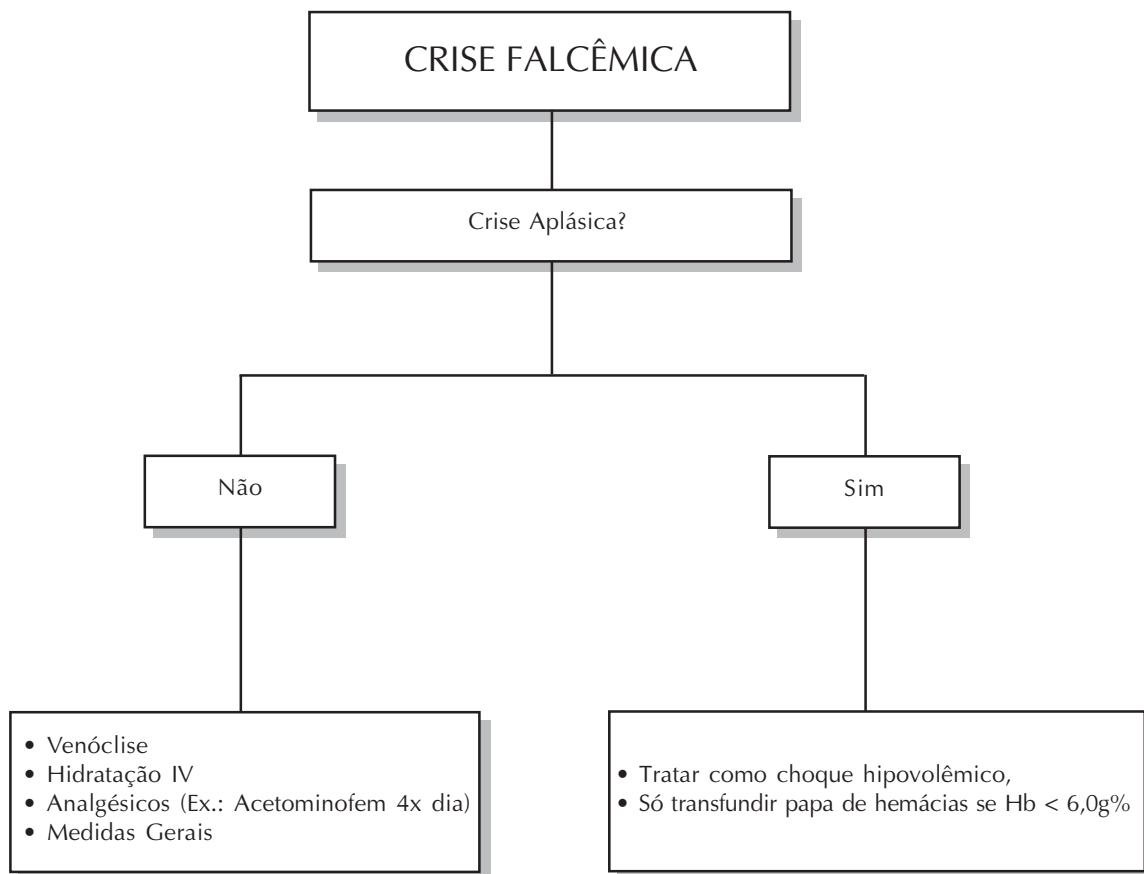 CRISE FALCÊMICA
Crise Aplásica?
Não
Sim
• Venóclise
• Hidratação IV
• Analgésicos (Ex.: Acetominofem 4x dia)
• Medidas Gerais
• Tratar como choque hipovolêmico,
• Só transfundir papa de hemácias se Hb < 6,0g%